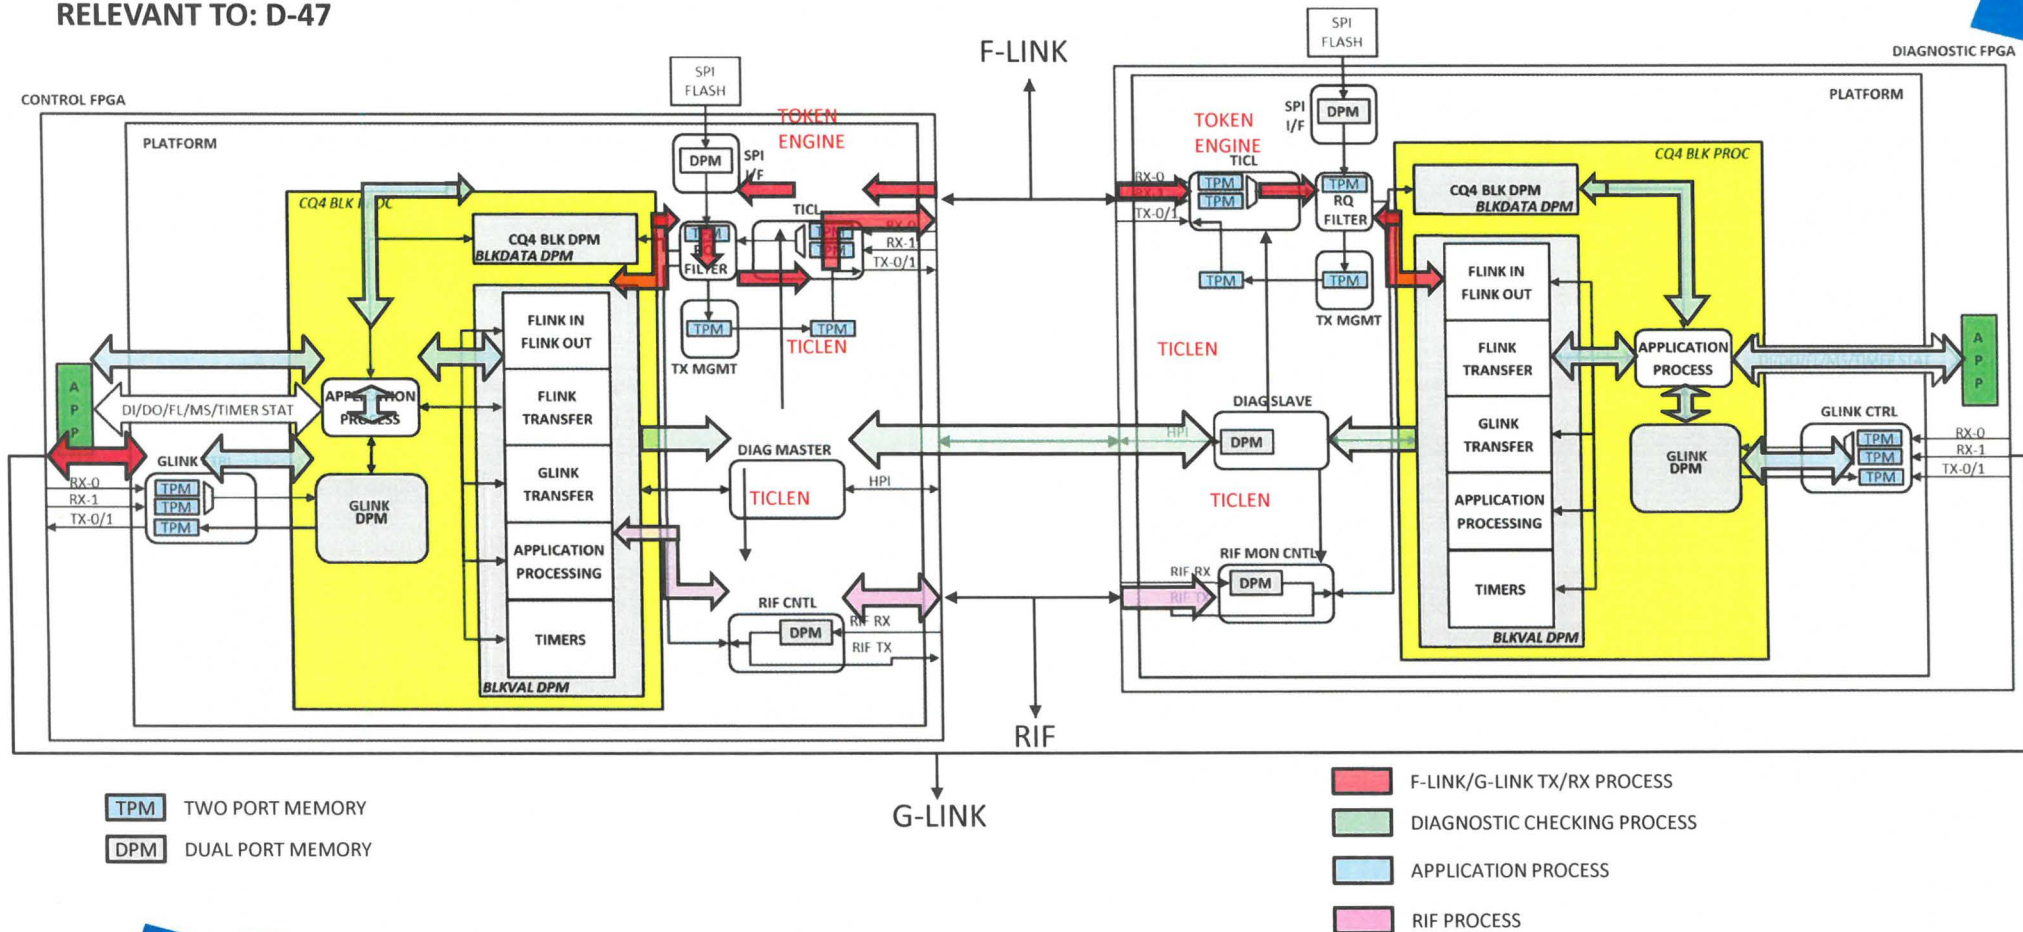 RELEVANT TO: D-47
F-LINK
SPI
FLASH
DIAGNOSTIC FPGA
CONTROL FPGA
SPI
FLASH
PLATFORM
TOKEN
ENGINE
PLATFORM
DPM
SPI
I/F
TICL
CQ4 BLK DPM
BLKDATA DPM
TPM
FILTER
RX-1
TX-0/1
TPM
TPM
TX MGMT
TICLEN
FLINK IN
FLINK OUT
FLINK
TRANSFER
GLINK
TRANSFER
APPLICATION
PROCESSING
TIMERS
BLKVAL DPM
A
P
P
DI/DO/FL/MS/TIMER STAT
APPLICATION
PROCESS
GLINK
RX-0
RX-1
TX-0/1
TPM
TPM
TPM
GLINK
DPM
DIAG MASTER
TICLEN
HPI
RIF CNTL
DPM
RIF RX
RIF TX
TOKEN
ENGINE
TICL
SPI
I/F
DPM
RX-0
TX-0/1
TPM
TPM
TPM
RQ
FILTER
TPM
TPM
TX MGMT
TICLEN
CQ4 BLK PROC
CQ4 BLK DPM
BLKDATA DPM
FLINK IN
FLINK OUT
FLINK
TRANSFER
GLINK
TRANSFER
APPLICATION
PROCESSING
TIMERS
BLKVAL DPM
APPLICATION
PROCESS
GLINK
DPM
A
P
P
GLINK CTRL
TPM
TPM
TPM
RX-0
RX-1
TX-0/1
DIAG SLAVE
HPI
DPM
TICLEN
RIF MON CNTL
RIF RX
DPM
RIF
G-LINK
TPM TWO PORT MEMORY
DPM DUAL PORT MEMORY
F-LINK/G-LINK TX/RX PROCESS
DIAGNOSTIC CHECKING PROCESS
APPLICATION PROCESS
RIF PROCESS